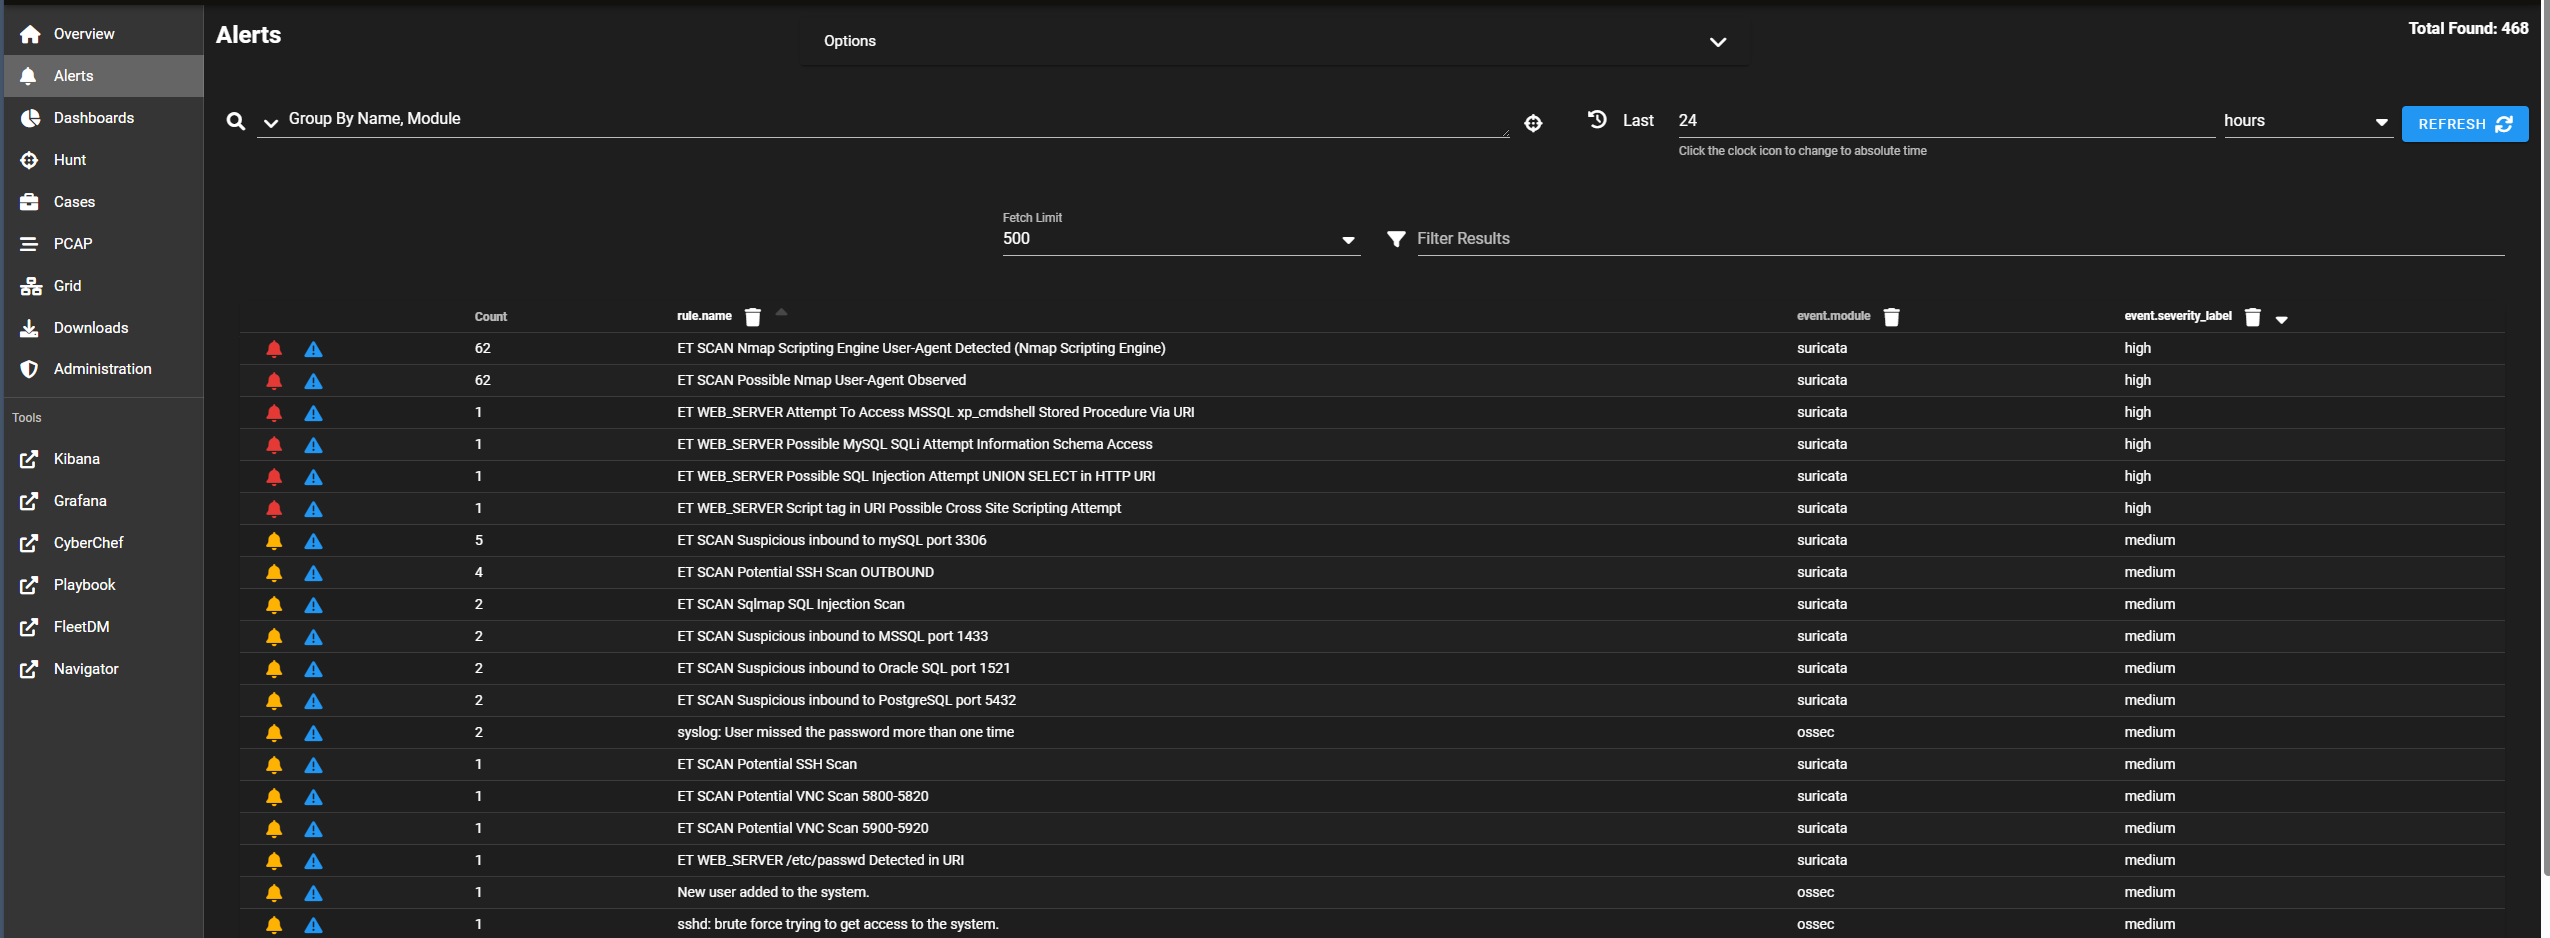 Overview
Alerts
Dashboards
Hunt
Cases
PCAP
Grid
Downloads
Administration
Tools
Kibana
Grafana
CyberChef
Playbook
FleetDM
Navigator
Alerts
Options
Total Found: 468
Group By Name, Module
Last 24 hours REFRESH
Click the clock icon to change to absolute time
Fetch Limit
500
Filter Results
Count rule.name event.module event.severity_label
62 ET SCAN Nmap Scripting Engine User-Agent Detected (Nmap Scripting Engine) suricata high
62 ET SCAN Possible Nmap User-Agent Observed suricata high
1 ET WEB_SERVER Attempt To Access MSSQL xp_cmdshell Stored Procedure Via URI suricata high
1 ET WEB_SERVER Possible MySQL SQLi Attempt Information Schema Access suricata high
1 ET WEB_SERVER Possible SQL Injection Attempt UNION SELECT in HTTP URI suricata high
1 ET WEB_SERVER Script tag in URI Possible Cross Site Scripting Attempt suricata high
5 ET SCAN Suspicious inbound to mySQL port 3306 suricata medium
4 ET SCAN Potential SSH Scan OUTBOUND suricata medium
2 ET SCAN Sqlmap SQL Injection Scan suricata medium
2 ET SCAN Suspicious inbound to MSSQL port 1433 suricata medium
2 ET SCAN Suspicious inbound to Oracle SQL port 1521 suricata medium
2 ET SCAN Suspicious inbound to PostgreSQL port 5432 suricata medium
2 syslog: User missed the password more than one time ossec medium
1 ET SCAN Potential SSH Scan suricata medium
1 ET SCAN Potential VNC Scan 5800-5820 suricata medium
1 ET SCAN Potential VNC Scan 5900-5920 suricata medium
1 ET WEB_SERVER /etc/passwd Detected in URI suricata medium
1 New user added to the system. ossec medium
1 sshd: brute force trying to get access to the system. ossec medium